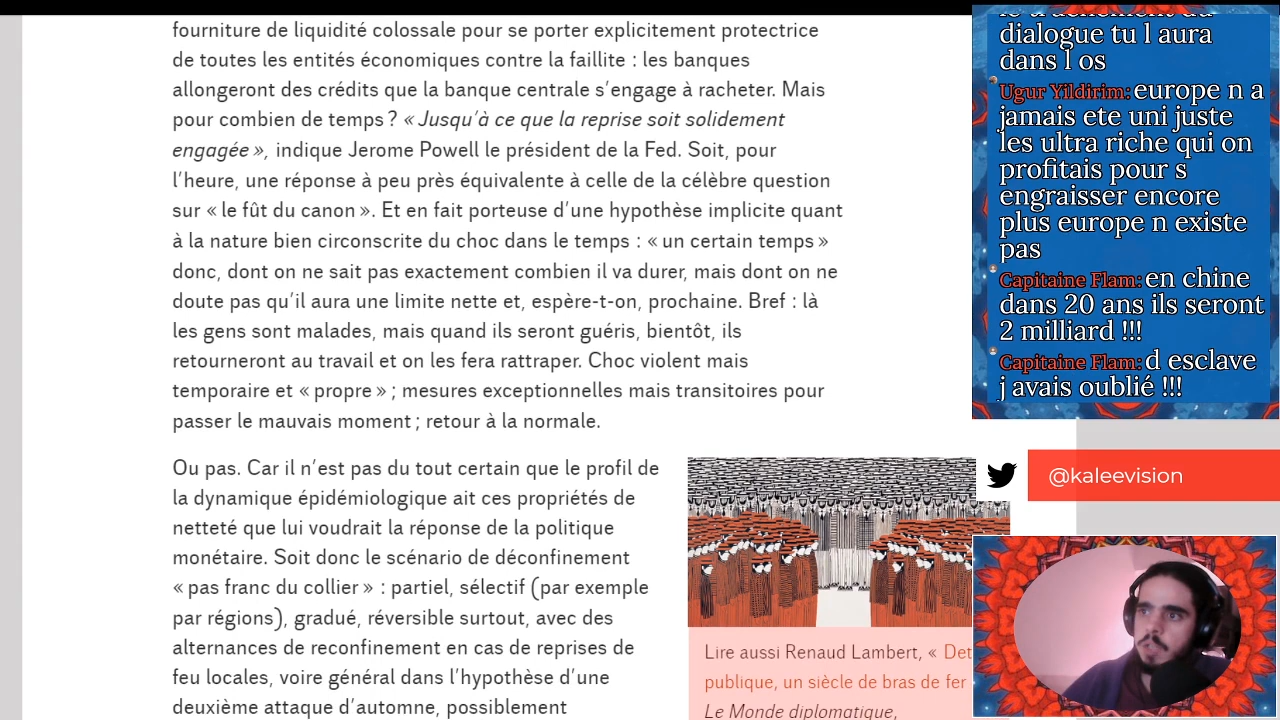 fourniture de liquidité colossale pour se porter explicitement protectrice
de toutes les entités économiques contre la faillite : les banques
allongeront des crédits que la banque centrale s’engage à racheter. Mais
pour combien de temps ? « Jusqu’à ce que la reprise soit solidement
engagée », indique Jerome Powell le président de la Fed. Soit, pour
l’heure, une réponse à peu près équivalente à celle de la célèbre question
sur « le fût du canon ». Et en fait porteuse d’une hypothèse implicite quant
à la nature bien circonscrite du choc dans le temps : « un certain temps »
donc, dont on ne sait pas exactement combien il va durer, mais dont on ne
doute pas qu’il aura une limite nette et, espère-t-on, prochaine. Bref : là
les gens sont malades, mais quand ils seront guéris, bientôt, ils
retourneront au travail et on les fera rattraper. Choc violent mais
temporaire et « propre » ; mesures exceptionnelles mais transitoires pour
passer le mauvais moment ; retour à la normale.
Ou pas. Car il n’est pas du tout certain que le profil de
la dynamique épidémiologique ait ces propriétés de
netteté que lui voudrait la réponse de la politique
monétaire. Soit donc le scénario de déconfinement
« pas franc du collier » : partiel, sélectif (par exemple
par régions), gradué, réversible surtout, avec des
alternances de reconfinement en cas de reprises de
feu locales, voire général dans l’hypothèse d’une
deuxième attaque d’automne, possiblement
Lire aussi Renaud Lambert, « Det
publique, un siècle de bras de fer
Le Monde diplomatique,
dialogue tu l aura
dans l os
Ugur Yildirim: europe n a
jamais ete uni juste
les ultra riche qui on
profitais pour s
engraisser encore
plus europe n existe
pas
Capitaine Flam: en chine
dans 20 ans ils seront
2 milliard !!!
Capitaine Flam: d esclave
j avais oublié !!!
@kaleevision